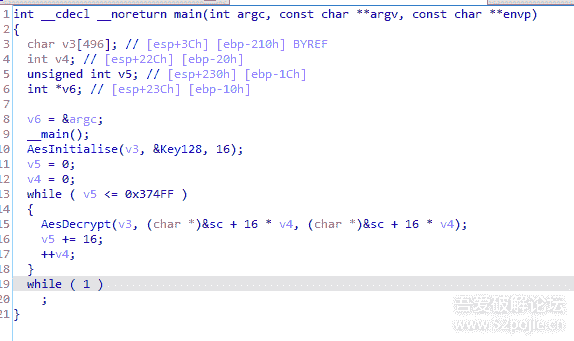 1 int __cdecl __noreturn main(int argc, const char **argv, const char **envp)
2 {
3 char v3[496]; // [esp+3Ch] [ebp-210h] BYREF
4 int v4; // [esp+22Ch] [ebp-20h]
5 unsigned int v5; // [esp+230h] [ebp-1Ch]
6 int *v6; // [esp+23Ch] [ebp-10h]
7
8 v6 = &argc;
9 __main();
10 AesInitialise(v3, &Key128, 16);
11 v5 = 0;
12 v4 = 0;
13 while ( v5 <= 0x374FF )
14 {
15 AesDecrypt(v3, (char *)&sc + 16 * v4, (char *)&sc + 16 * v4);
16 v5 += 16;
17 ++v4;
18 }
19 while ( 1 )
20 ;
21 }
吾爱破解论坛
www.52pojie.cn